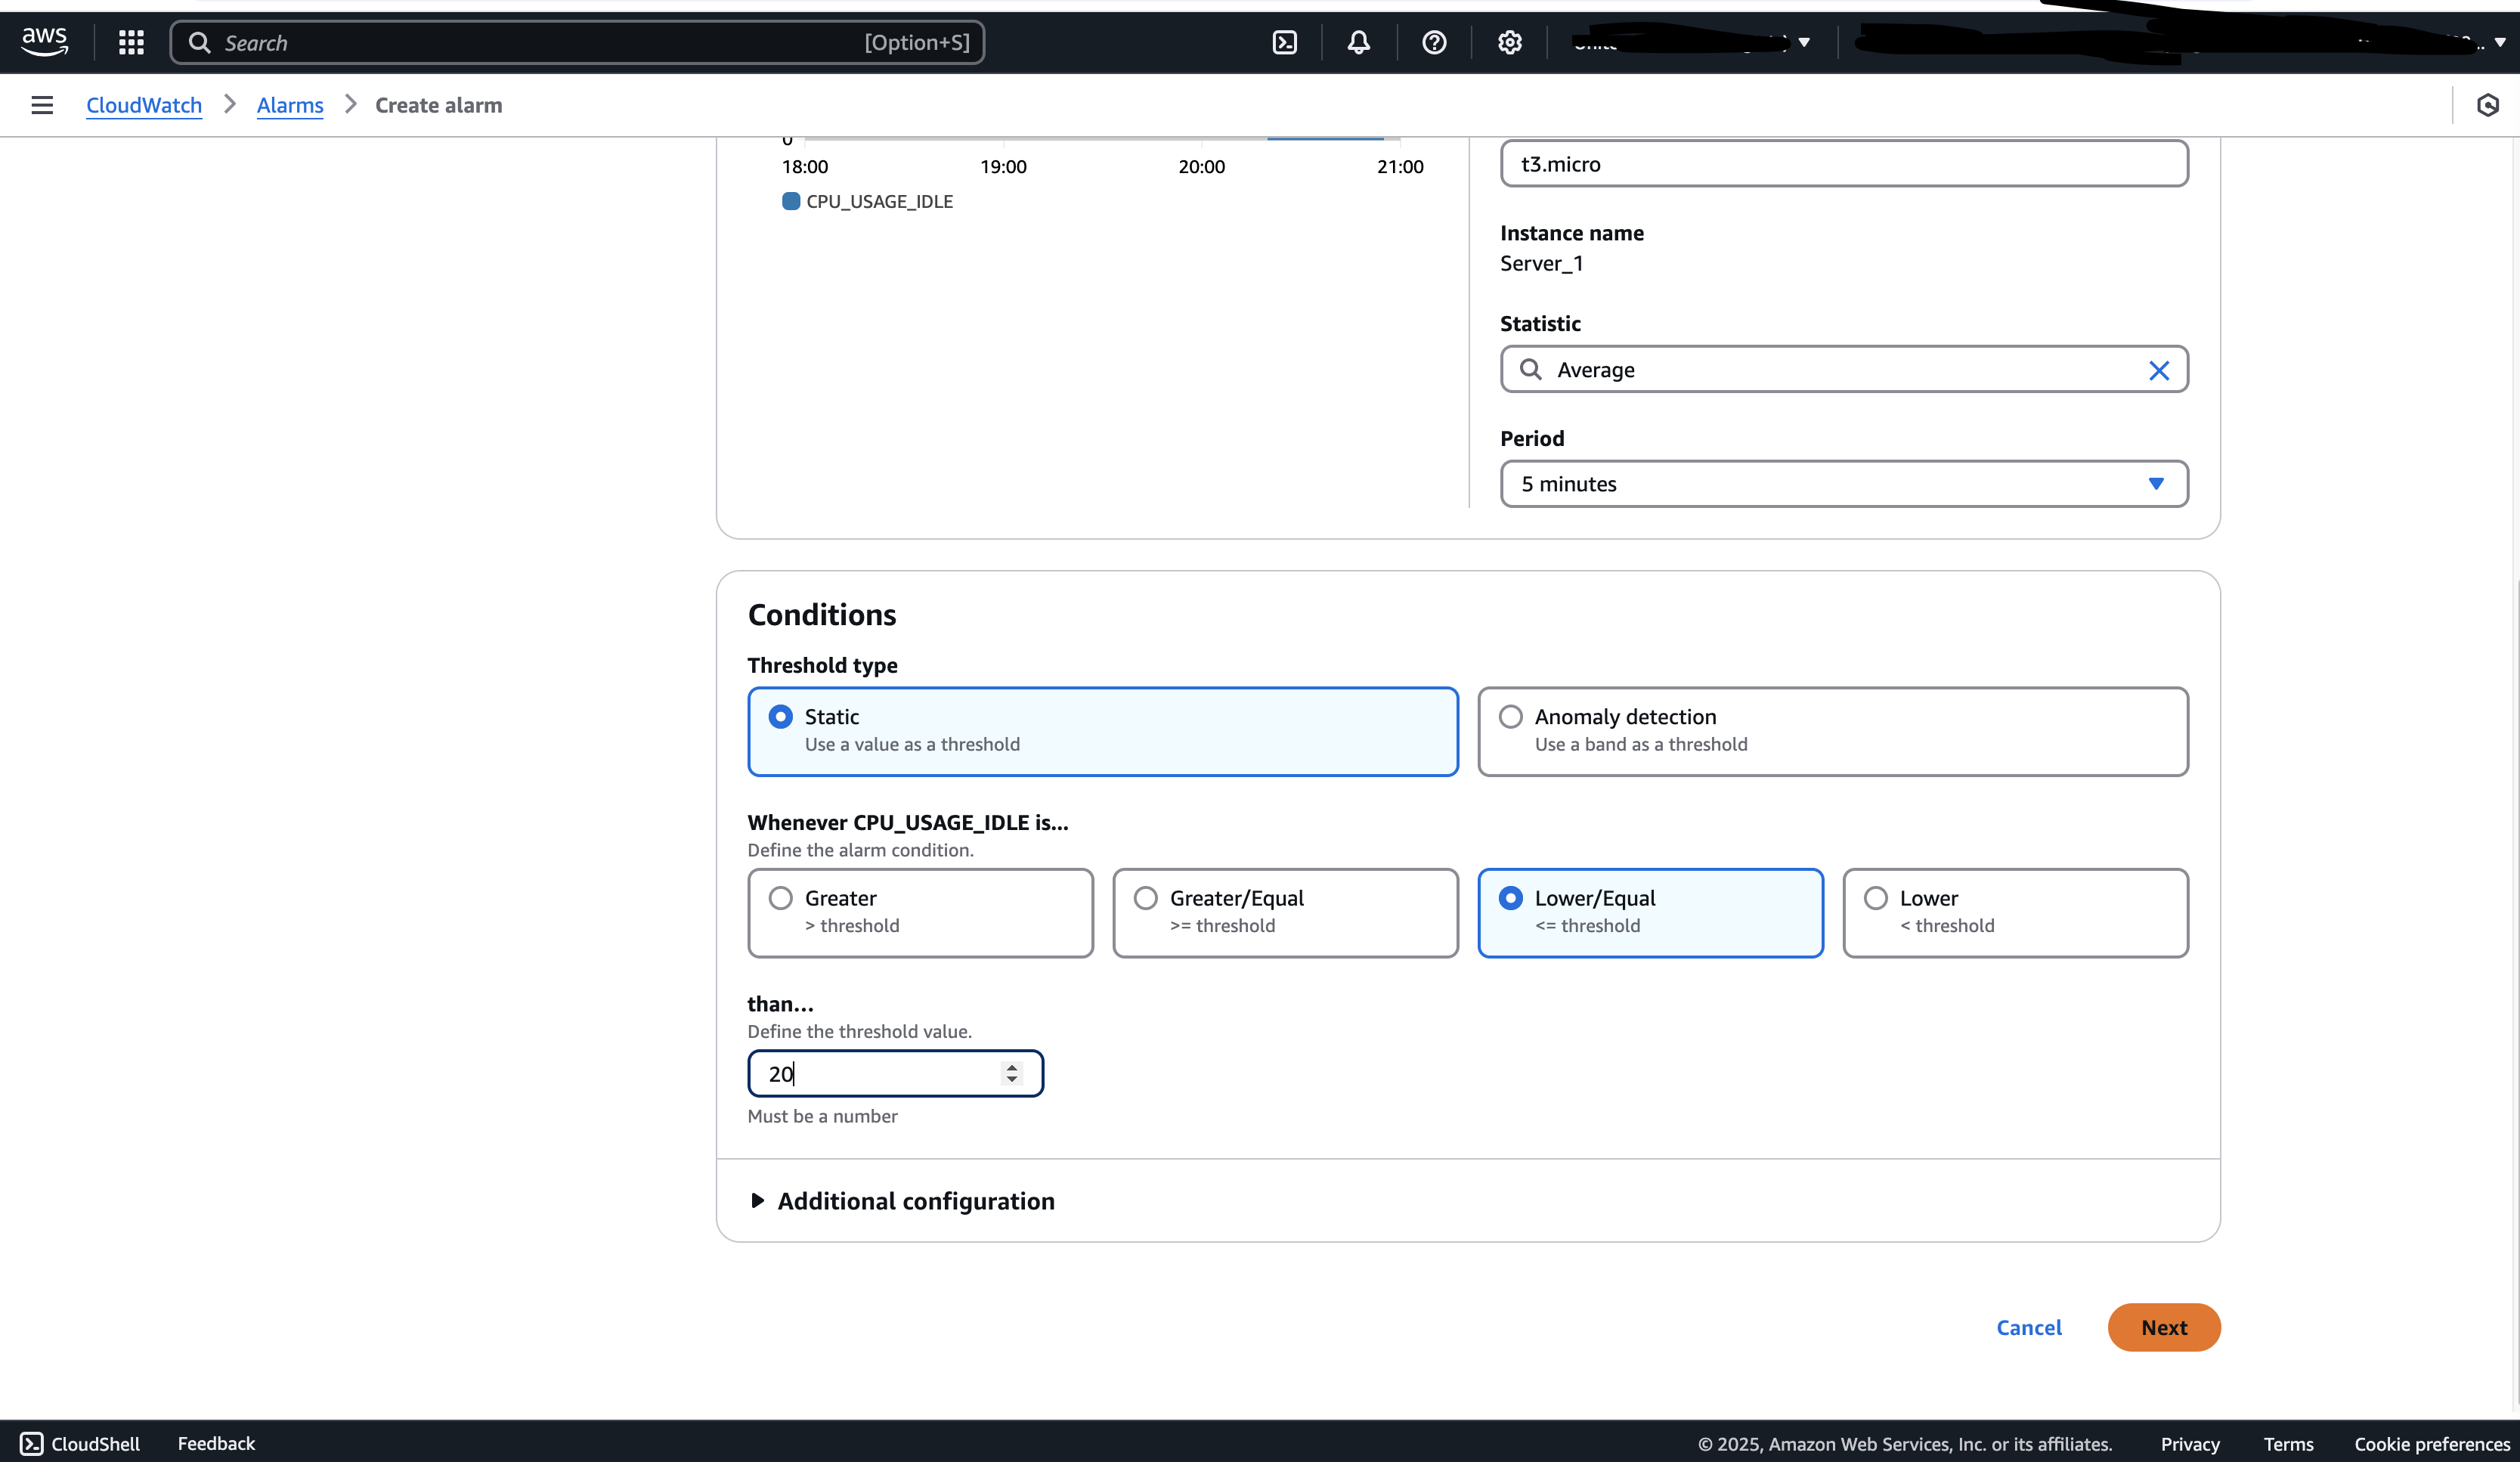 aws
Search [Option+S]
CloudWatch > Alarms > Create alarm
0
18:00 19:00 20:00 21:00
CPU_USAGE_IDLE
t3.micro
Instance name
Server_1
Statistic
Average
Period
5 minutes
Conditions
Threshold type
Static
Use a value as a threshold
Anomaly detection
Use a band as a threshold
Whenever CPU_USAGE_IDLE is...
Define the alarm condition.
Greater
> threshold
Greater/Equal
>= threshold
Lower/Equal
<= threshold
Lower
< threshold
than...
Define the threshold value.
20
Must be a number
Additional configuration
Cancel Next
CloudShell Feedback © 2025, Amazon Web Services, Inc. or its affiliates. Privacy Terms Cookie preferences